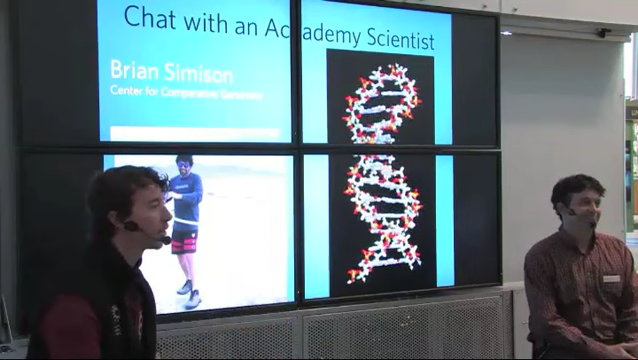 Chat with an Academy Scientist
Brian Simison
Center for Comparative Genomics